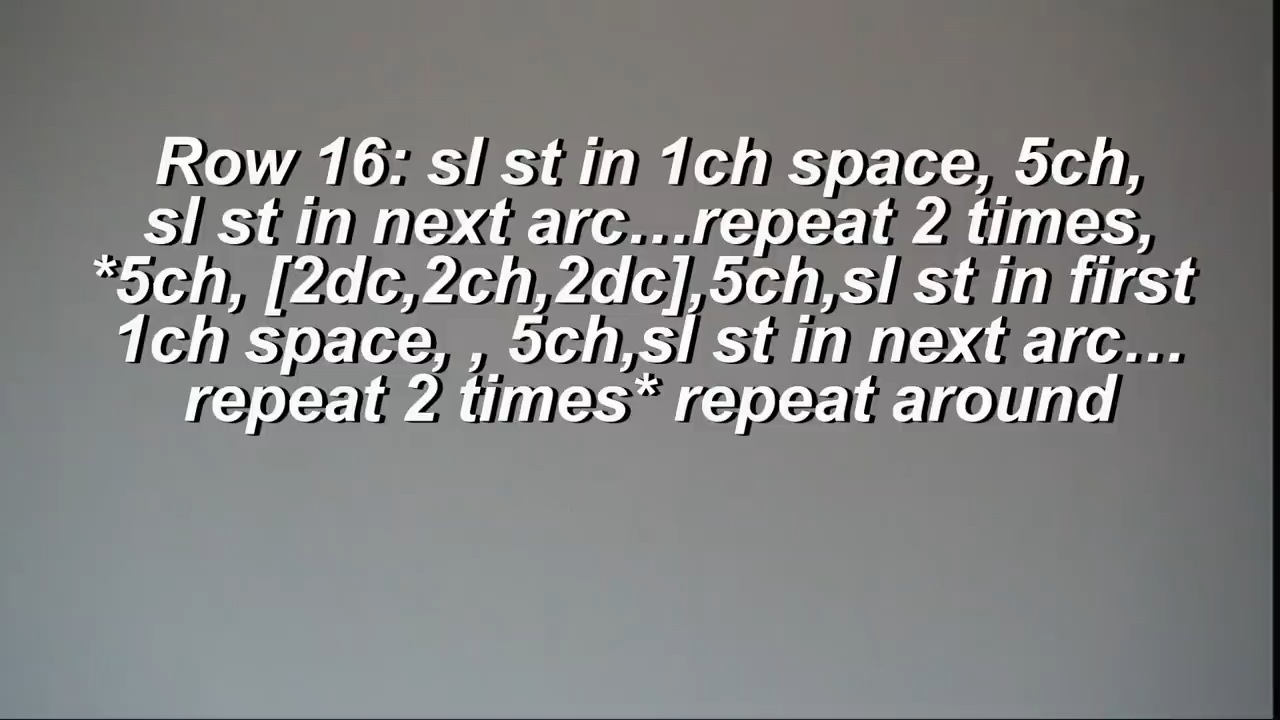 Row 16: sl st in 1ch space, 5ch,
sl st in next arc...repeat 2 times,
*5ch, [2dc,2ch,2dc],5ch,sl st in first
1ch space, , 5ch,sl st in next arc...
repeat 2 times* repeat around